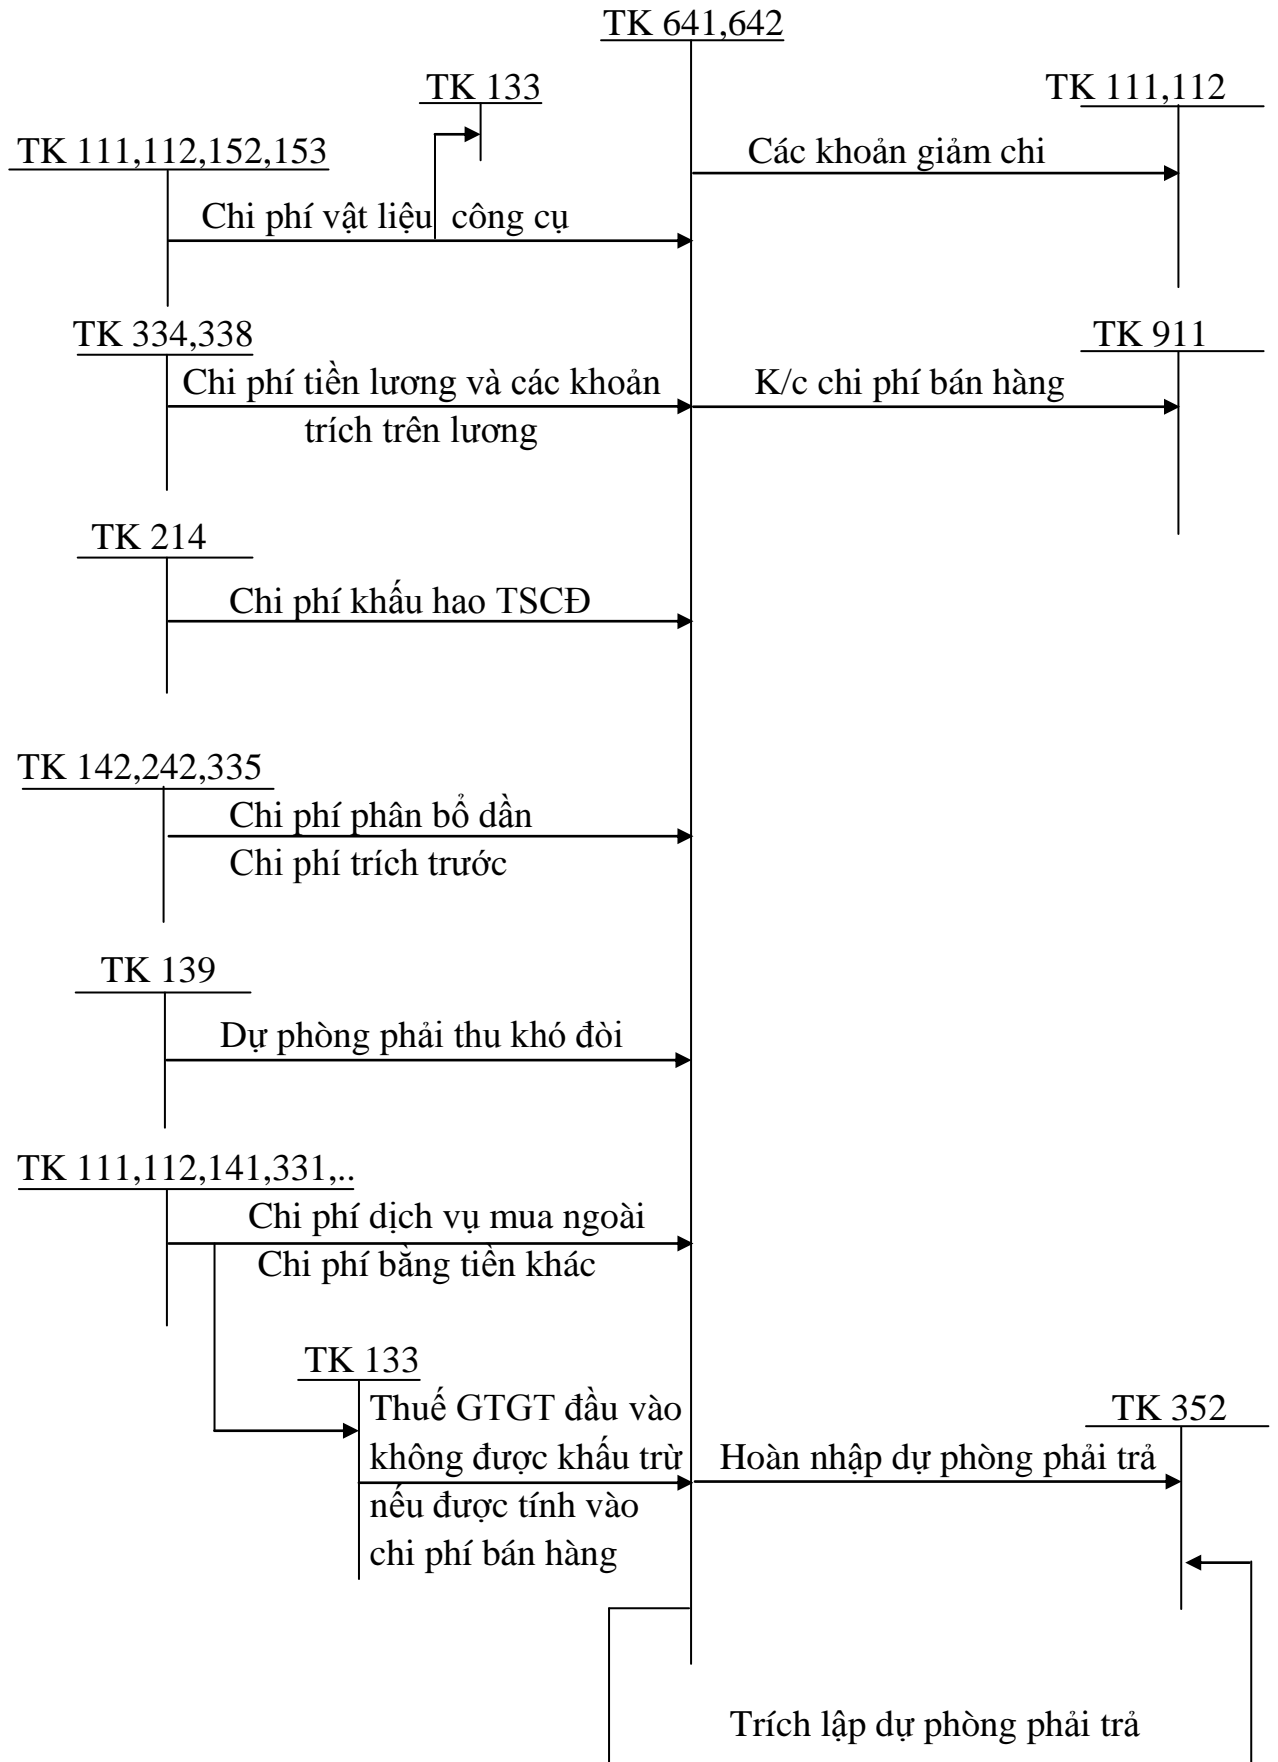 TK 641,642
TK 133
TK 111,112
TK 111,112,152,153
Các khoản giảm chi
Chi phí vật liệu công cụ
TK 334,338
TK 911
Chi phí tiền lương và các khoản
trích trên lương
K/c chi phí bán hàng
TK 214
Chi phí khấu hao TSCĐ
TK 142,242,335
Chi phí phân bổ dần
Chi phí trích trước
TK 139
Dự phòng phải thu khó đòi
TK 111,112,141,331,..
Chi phí dịch vụ mua ngoài
Chi phí bằng tiền khác
TK 133
Thuế GTGT đầu vào
không được khấu trừ
nếu được tính vào
chi phí bán hàng
TK 352
Hoàn nhập dự phòng phải trả
Trích lập dự phòng phải trả